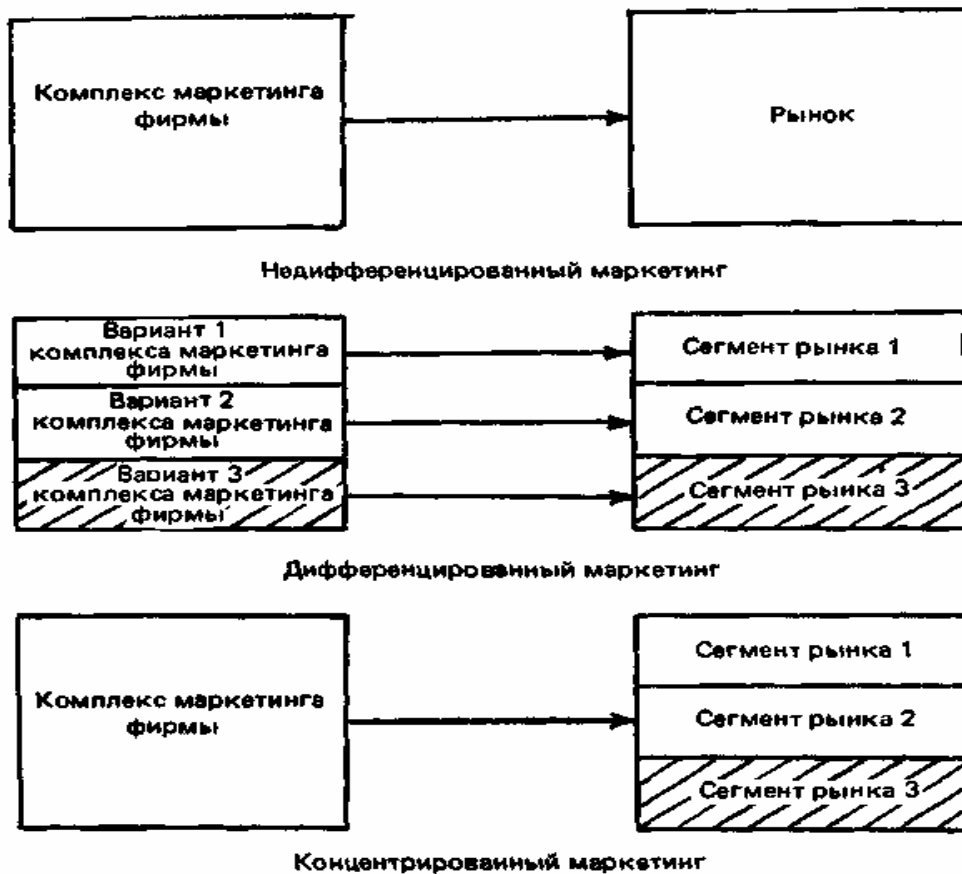 Комплекс маркетинга
фирмы
Рынок
Недифференцированный маркетинг
Вариант 1
комплекса маркетинга
фирмы
Сегмент рынка 1
Вариант 2
комплекса маркетинга
фирмы
Сегмент рынка 2
Вариант 3
комплекса маркетинга
фирмы
Сегмент рынка 3
Дифференцированный маркетинг
Комплекс маркетинга
фирмы
Сегмент рынка 1
Сегмент рынка 2
Сегмент рынка 3
Концентрированный маркетинг